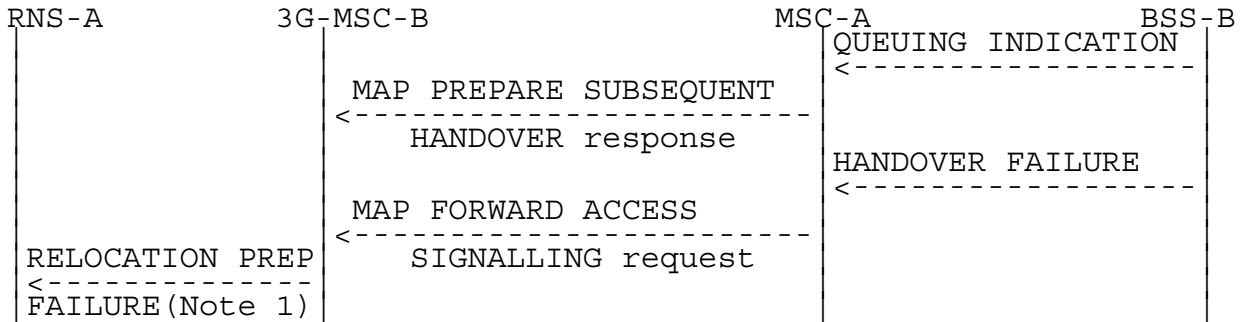 RNS-A 3G-MSC-B MSC-A BSS-B
QUEUING INDICATION
MAP PREPARE SUBSEQUENT
HANDOVER response
HANDOVER FAILURE
MAP FORWARD ACCESS
SIGNALLING request
RELOCATION PREP
FAILURE(Note 1)